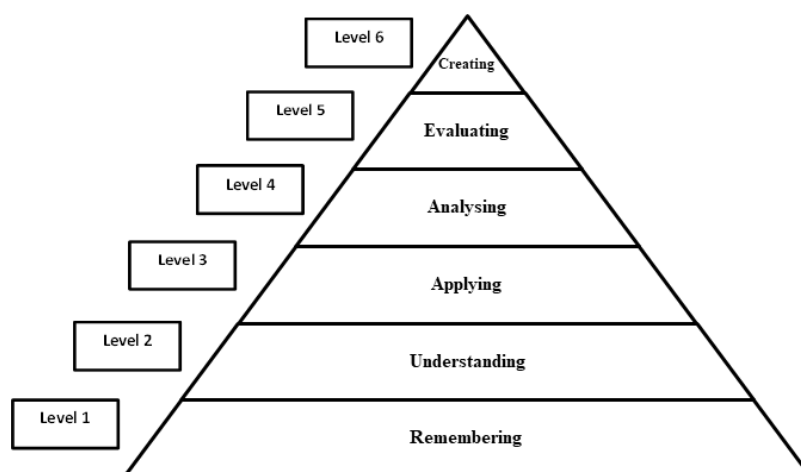 Level 6
Creating
Level 5
Evaluating
Level 4
Analysing
Level 3
Applying
Level 2
Understanding
Level 1
Remembering